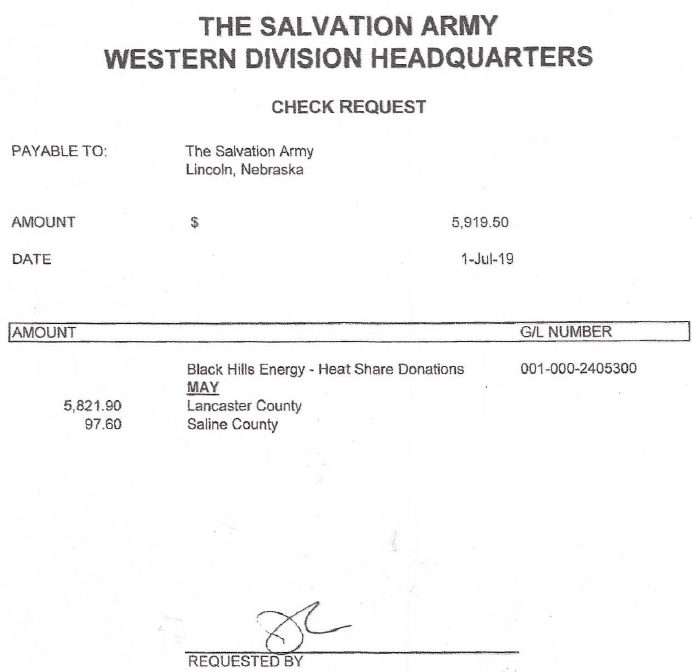 THE SALVATION ARMY
WESTERN DIVISION HEADQUARTERS
CHECK REQUEST
PAYABLE TO: The Salvation Army
Lincoln, Nebraska
AMOUNT $ 5,919.50
DATE 1-Jul-19
AMOUNT G/L NUMBER
Black Hills Energy - Heat Share Donations 001-000-2405300
MAY
5,821.90 Lancaster County
97.60 Saline County
REQUESTED BY